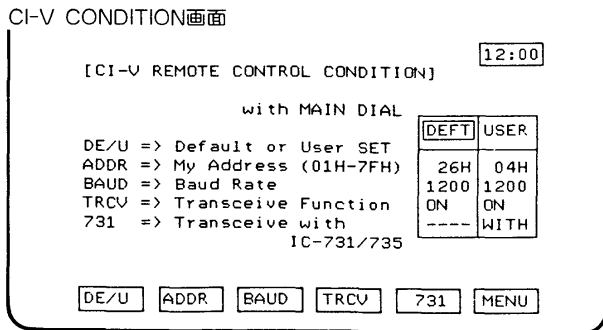 CI-V CONDITION画面
12:00
[CI-V REMOTE CONTROL CONDITION]
with MAIN DIAL
DEFT USER
DE/U => Default or User SET
ADDR => My Address (01H-7FH) 26H 04H
BAUD => Baud Rate 1200 1200
TRCV => Transceive Function ON ON
731 => Transceive with ---- WITH
IC-731/735
DE/U ADDR BAUD TRCV 731 MENU